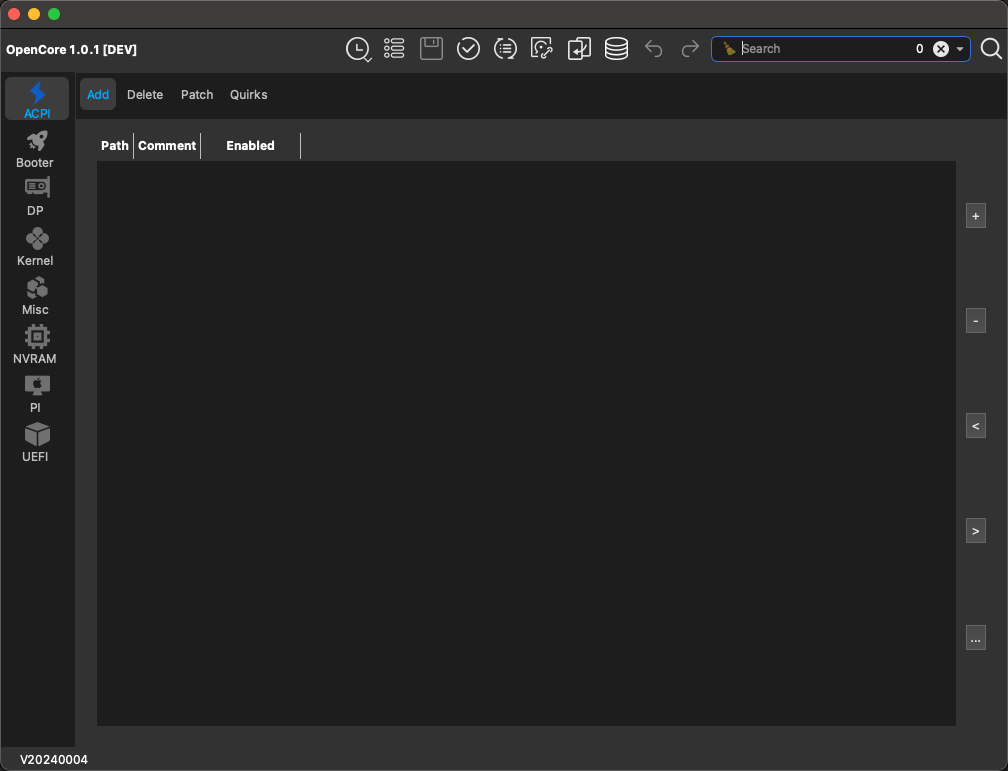 OpenCore 1.0.1 [DEV]
Search 0
ACPI
Add Delete Patch Quirks
Path Comment Enabled
Booter
DP
Kernel
Misc
NVRAM
PI
UEFI
+
-
<
>
...
V20240004